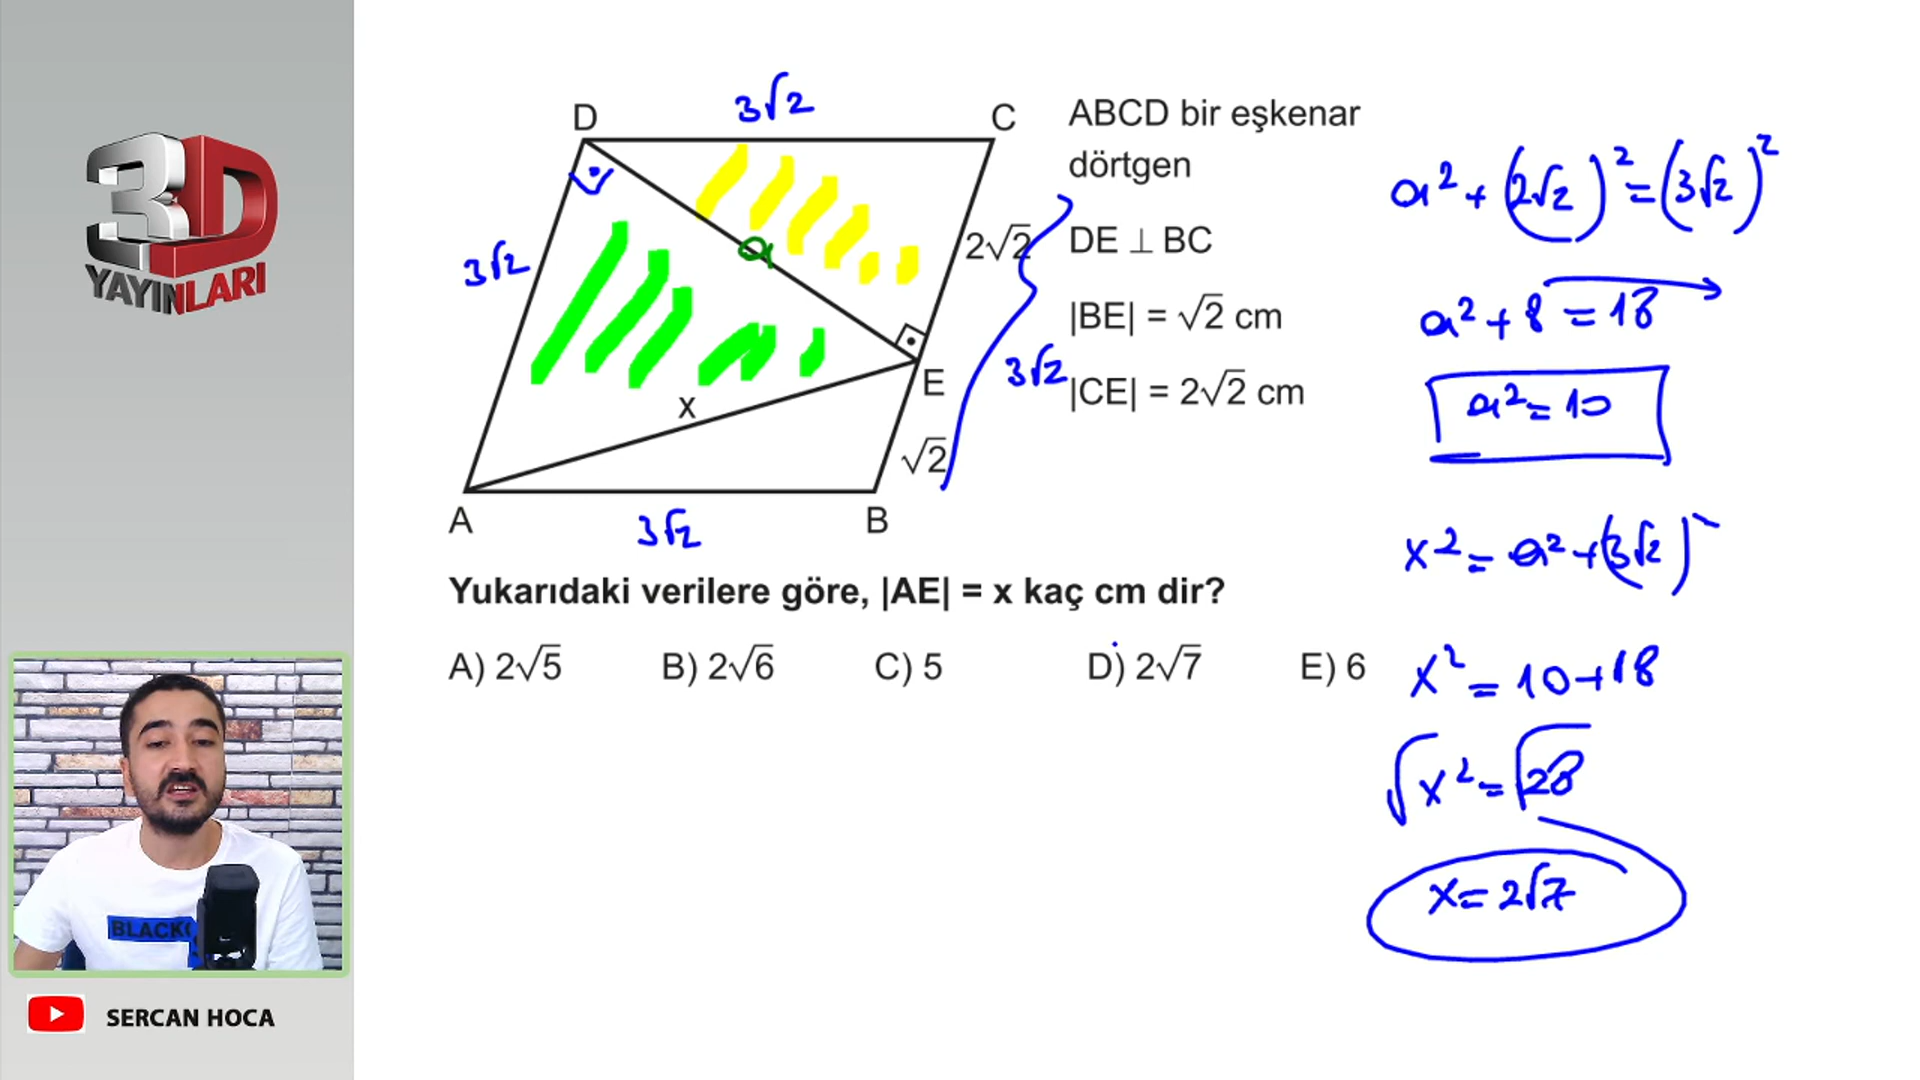 3D
YAYINLARI
D
3√2
C
3√2
a
2√2
E
3√2
x
√2
A
3√2
B
ABCD bir eşkenar
dörtgen
DE ⊥ BC
|BE| = √2 cm
|CE| = 2√2 cm
Yukarıdaki verilere göre, |AE| = x kaç cm dir?
A) 2√5 B) 2√6 C) 5 D) 2√7 E) 6
a² + (2√2)² = (3√2)²
a² + 8 = 18
a² = 10
x² = a² + (3√2)²
x² = 10 + 18
√x² = √28
x = 2√7
SERCAN HOCA